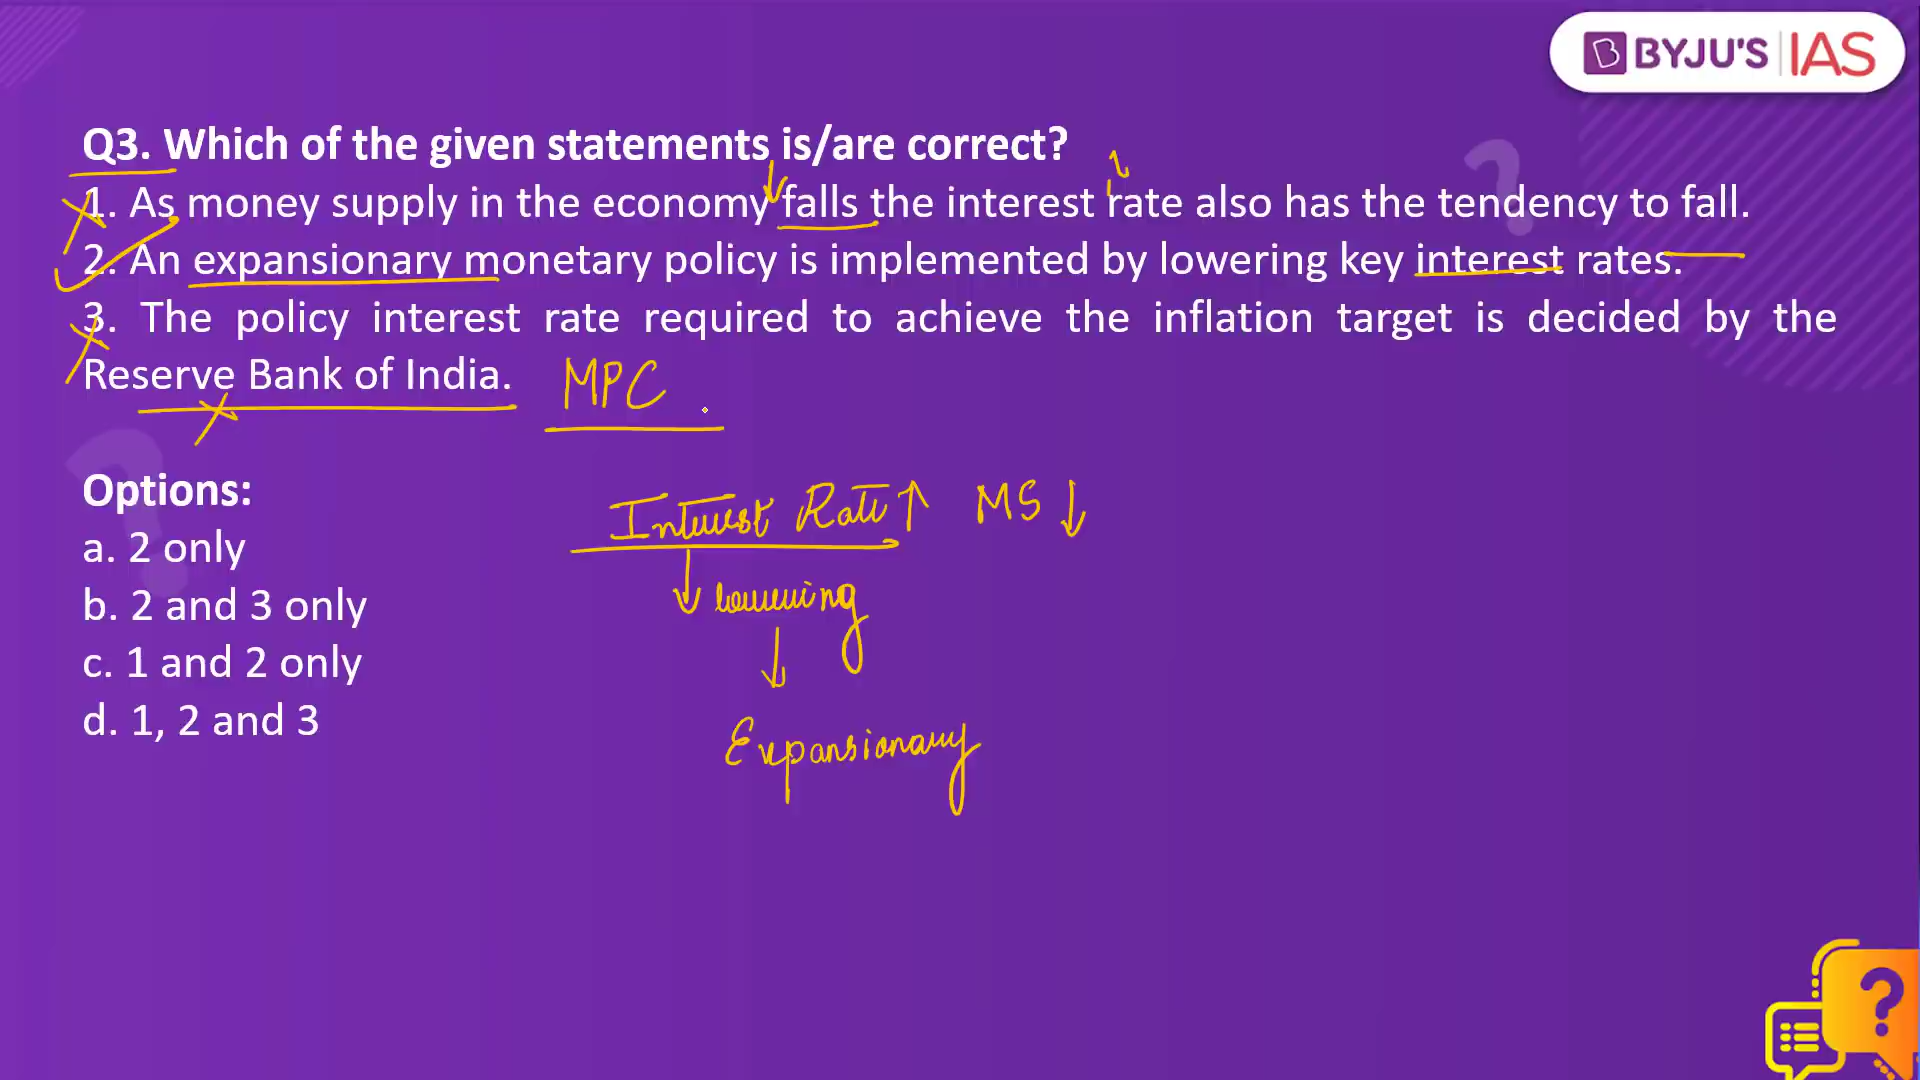 BYJU'S IAS
Q3. Which of the given statements is/are correct?
1. As money supply in the economy falls the interest rate also has the tendency to fall.
2. An expansionary monetary policy is implemented by lowering key interest rates.
3. The policy interest rate required to achieve the inflation target is decided by the
Reserve Bank of India. MPC
Options:
a. 2 only
b. 2 and 3 only
c. 1 and 2 only
d. 1, 2 and 3
Interest Rate ↑ MS ↓
↓ lowering
↓
Expansionary